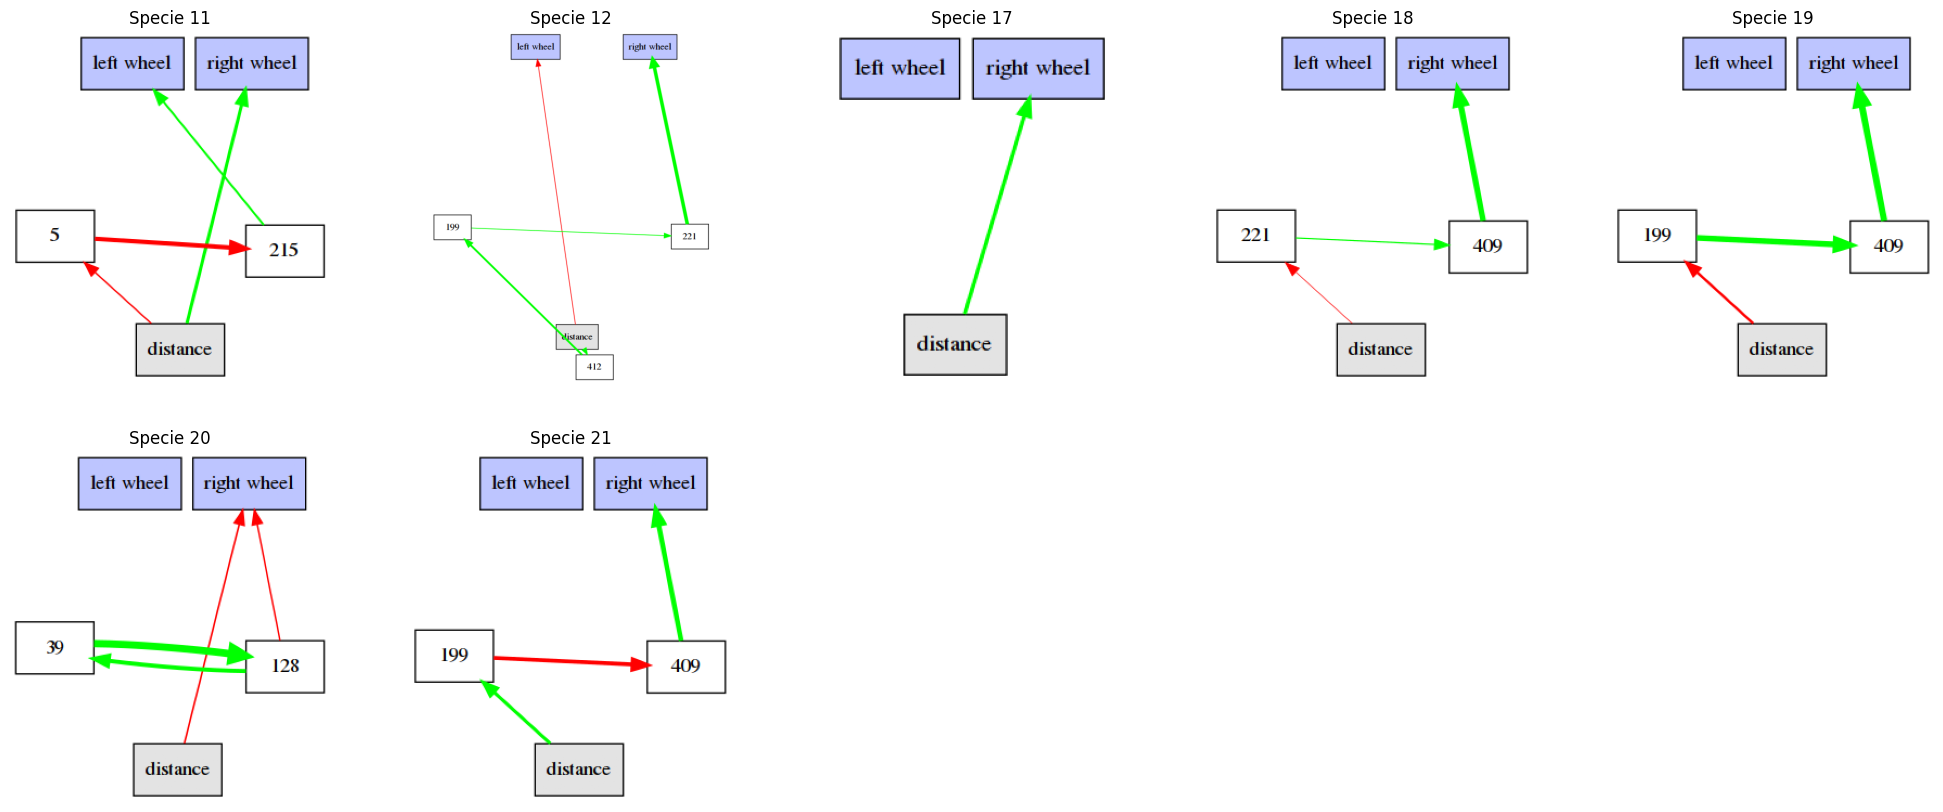 Specie 11
left wheel right wheel
5
215
distance
Specie 12
left wheel right wheel
199
221
distance
412
Specie 17
left wheel right wheel
distance
Specie 18
left wheel right wheel
221
409
distance
Specie 19
left wheel right wheel
199
409
distance
Specie 20
left wheel right wheel
39
128
distance
Specie 21
left wheel right wheel
199
409
distance